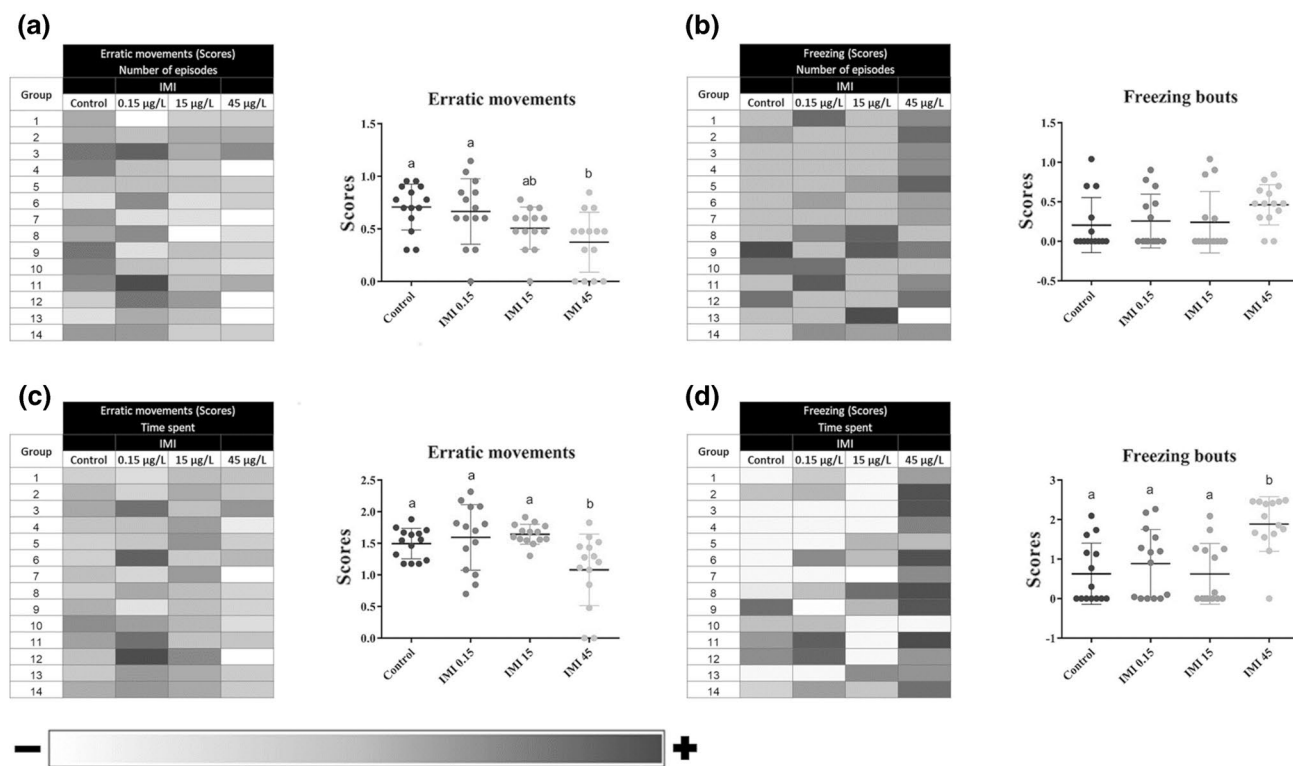 (a)
Erratic movements (Scores)
Number of episodes
IMI
Group
Control 0.15 µg/L 15 µg/L 45 µg/L
1
2
3
4
5
6
7
8
9
10
11
12
13
14
Erratic movements
Scores
1.5
1.0
0.5
0.0
a a ab b
Control IMI 0.15 IMI 15 IMI 45
(b)
Freezing (Scores)
Number of episodes
IMI
Group
Control 0.15 µg/L 15 µg/L 45 µg/L
1
2
3
4
5
6
7
8
9
10
11
12
13
14
Freezing bouts
Scores
1.5
1.0
0.5
0.0
-0.5
Control IMI 0.15 IMI 15 IMI 45
(c)
Erratic movements (Scores)
Time spent
IMI
Group
Control 0.15 µg/L 15 µg/L 45 µg/L
1
2
3
4
5
6
7
8
9
10
11
12
13
14
Erratic movements
Scores
2.5
2.0
1.5
1.0
0.5
0.0
a a a b
Control IMI 0.15 IMI 15 IMI 45
(d)
Freezing (Scores)
Time spent
IMI
Group
Control 0.15 µg/L 15 µg/L 45 µg/L
1
2
3
4
5
6
7
8
9
10
11
12
13
14
Freezing bouts
Scores
3
2
1
0
-1
a a a b
Control IMI 0.15 IMI 15 IMI 45
− +